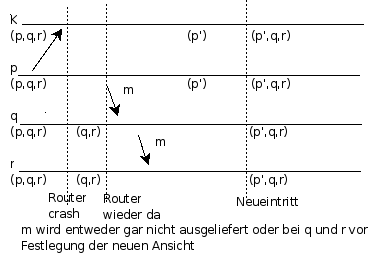 K
(p,q,r) (p') (p',q,r)
p
(p,q,r) (p') (p',q,r)
m
q
(p,q,r) (q,r) (p',q,r)
m
r
(p,q,r) (q,r) (p',q,r)
Router crash
Router wieder da
Neueintritt
m wird entweder gar nicht ausgeliefert oder bei q und r vor
Festlegung der neuen Ansicht